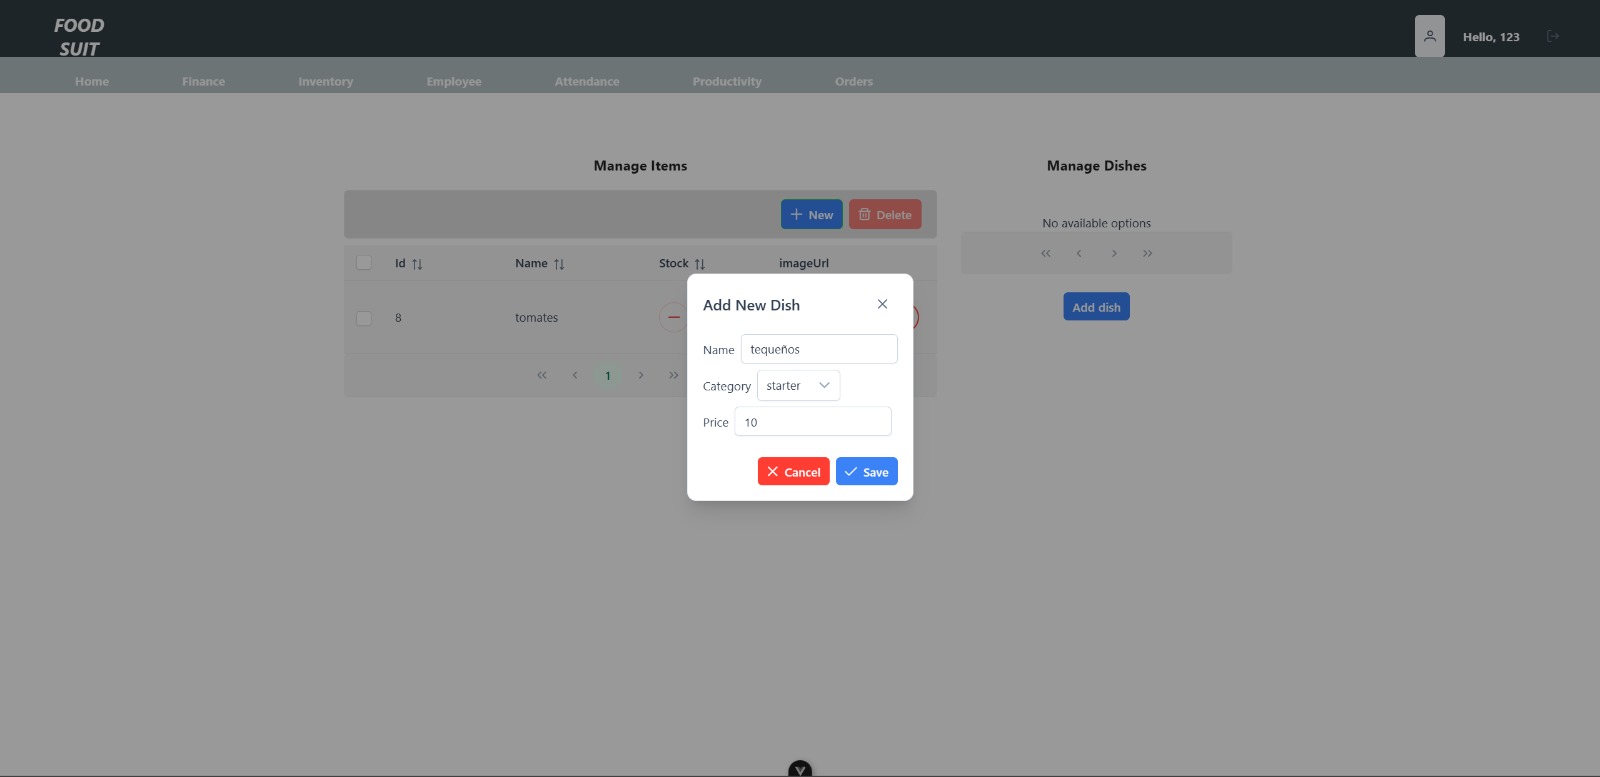 FOOD
SUIT
Hello, 123
Home Finance Inventory Employee Attendance Productivity Orders
Manage Items
New Delete
Id Name Stock imageUrl
8 tomates
1
Manage Dishes
No available options
Add dish
Add New Dish
Name tequeños
Category starter
Price 10
Cancel Save